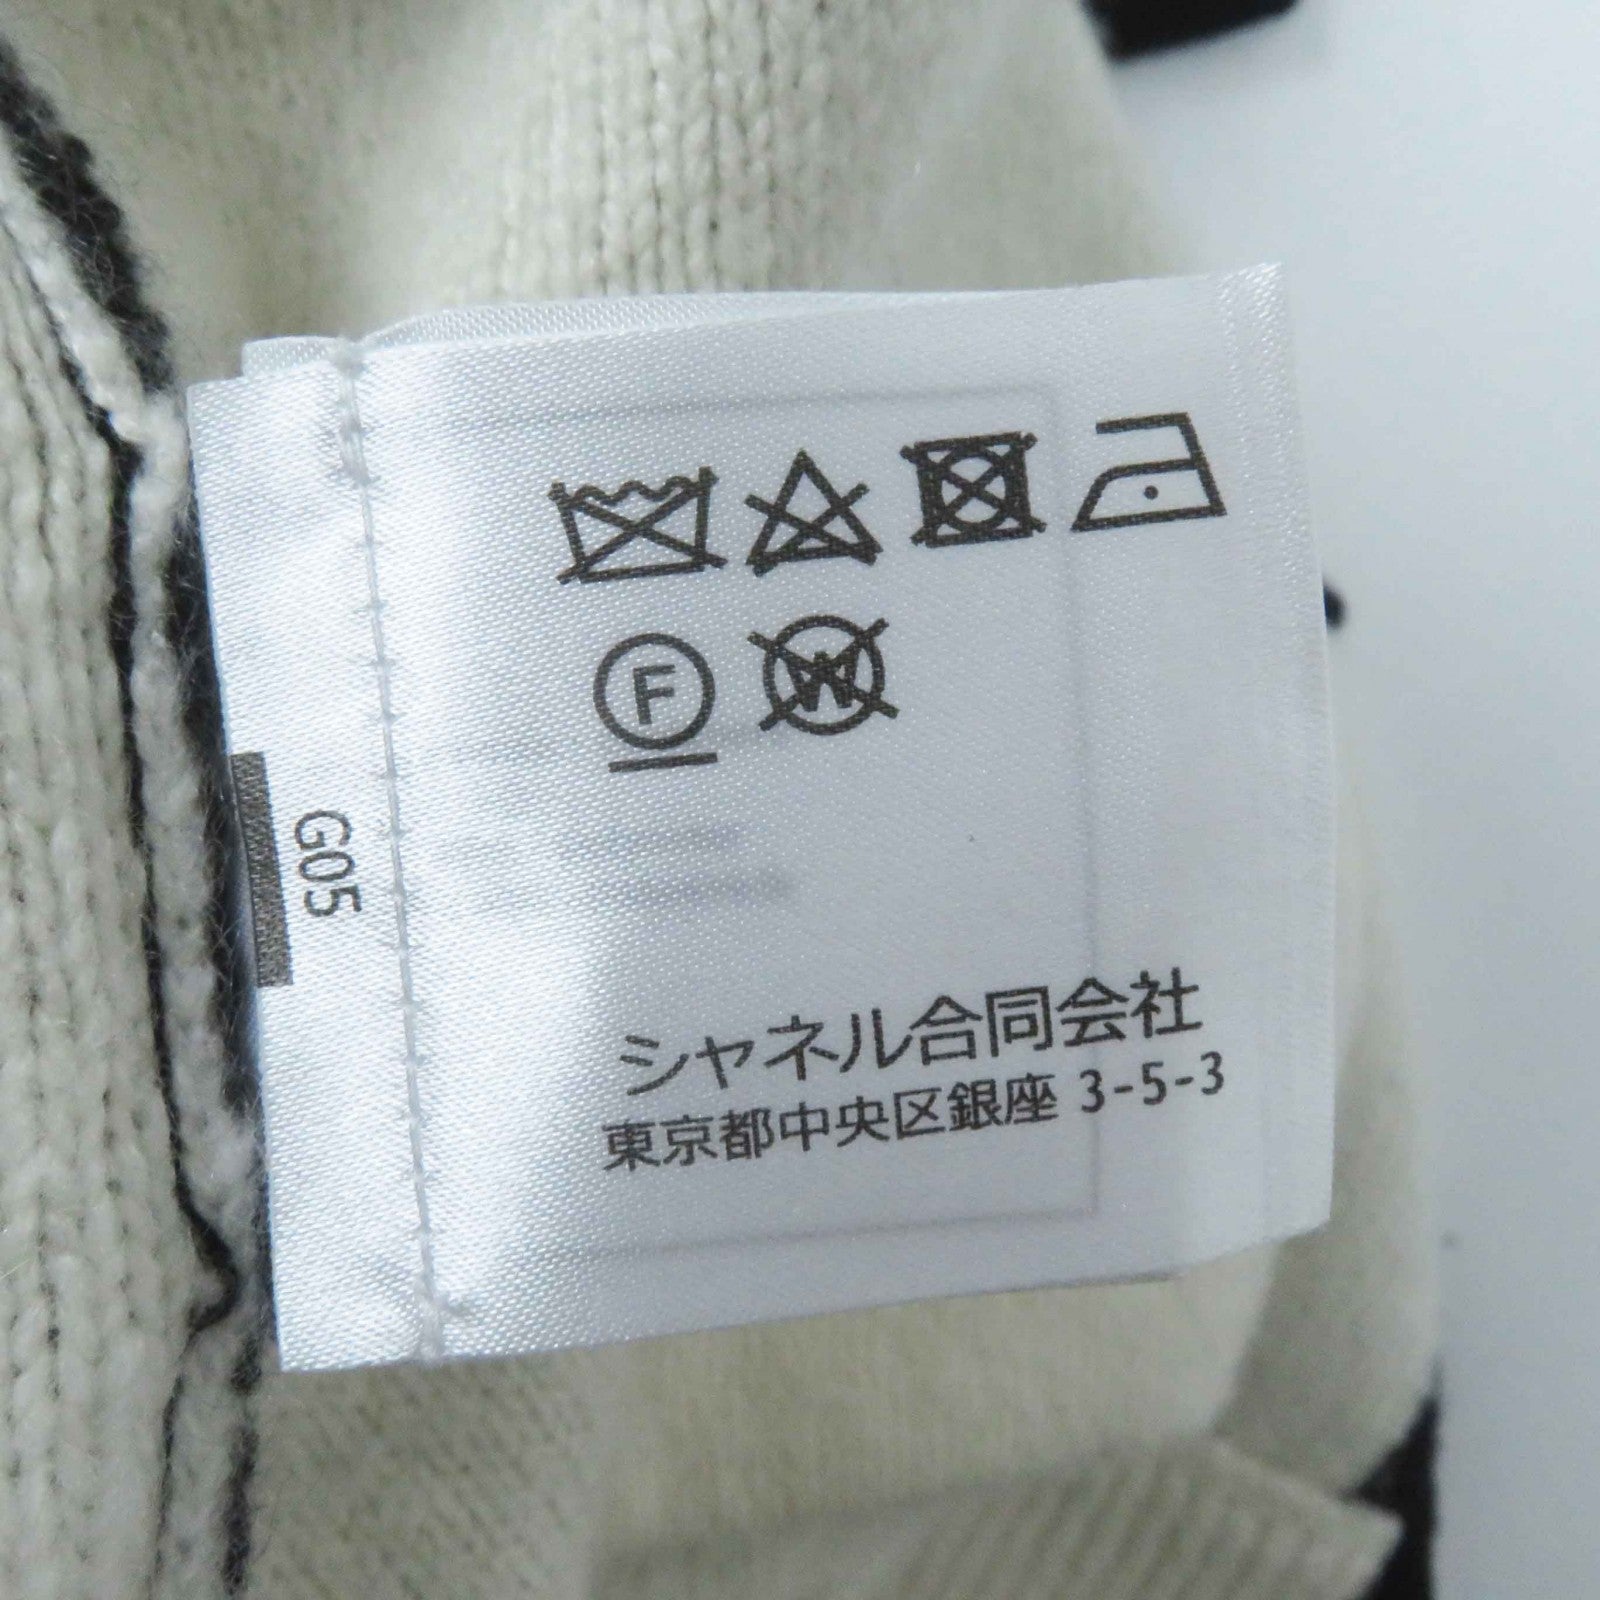 F W
G05
シャネル合同会社
東京都中央区銀座 3-5-3